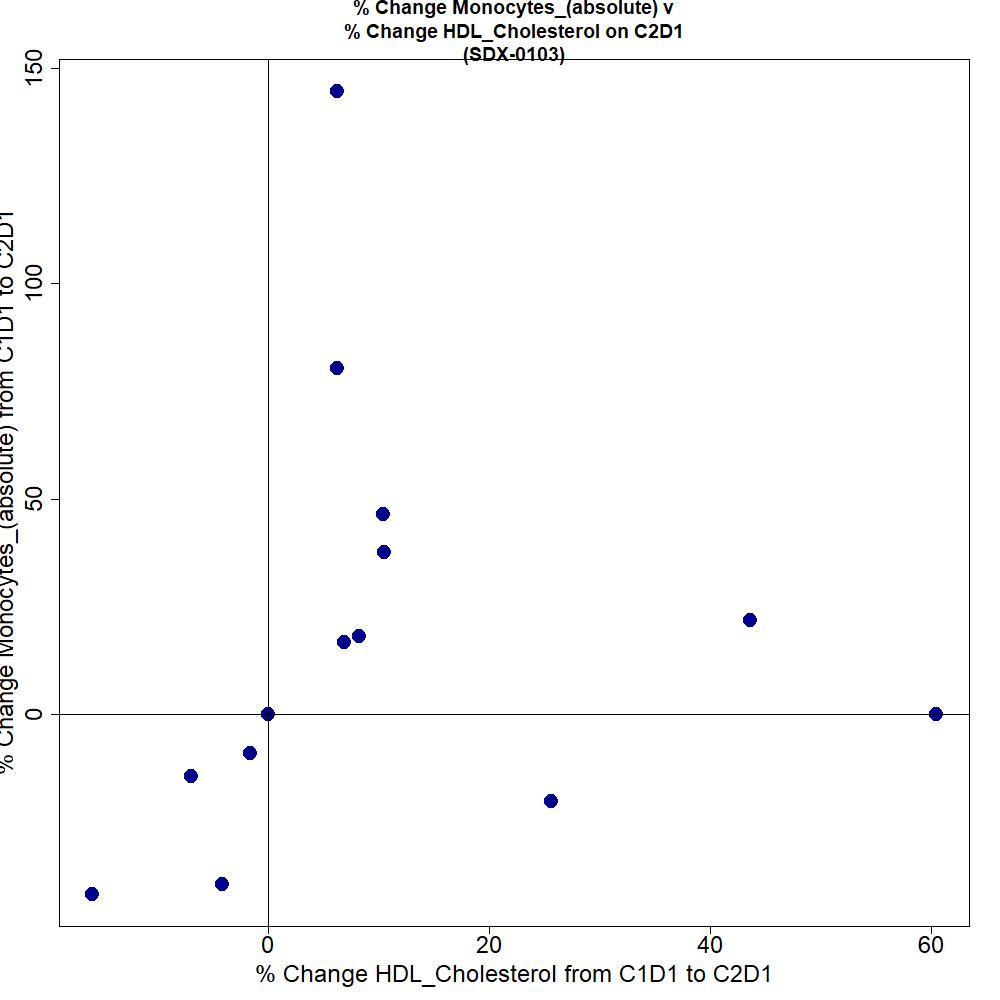 % Change Monocytes_(absolute) v
% Change HDL_Cholesterol on C2D1
(SDX-0103)
% Change Monocytes_(absolute) from C1D1 to C2D1
150
100
50
0
0
20
40
60
% Change HDL_Cholesterol from C1D1 to C2D1